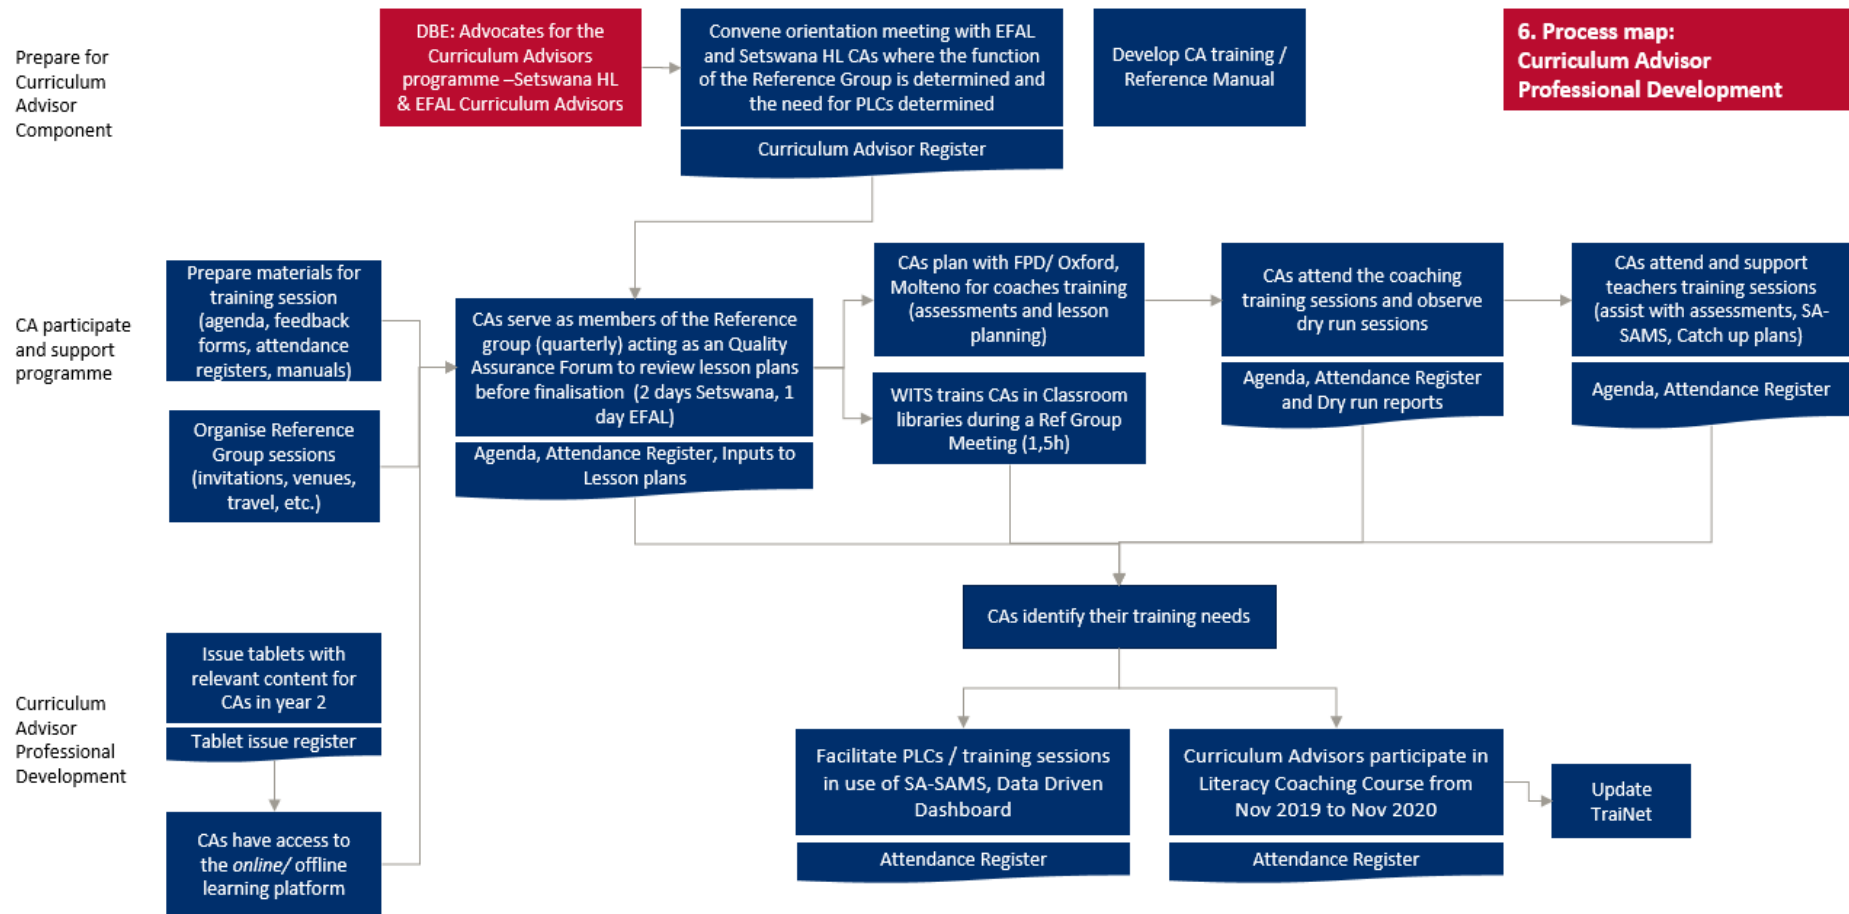 Prepare for
Curriculum
Advisor
Component
DBE: Advocates for the
Curriculum Advisors
programme –Setswana HL
& EFAL Curriculum Advisors
Convene orientation meeting with EFAL
and Setswana HL CAs where the function
of the Reference Group is determined and
the need for PLCs determined
Curriculum Advisor Register
Develop CA training /
Reference Manual
6. Process map:
Curriculum Advisor
Professional Development
CA participate
and support
programme
Prepare materials for
training session
(agenda, feedback
forms, attendance
registers, manuals)
Organise Reference
Group sessions
(invitations, venues,
travel, etc.)
CAs serve as members of the Reference
group (quarterly) acting as an Quality
Assurance Forum to review lesson plans
before finalisation (2 days Setswana, 1
day EFAL)
Agenda, Attendance Register, Inputs to
Lesson plans
CAs plan with FPD/ Oxford,
Molteno for coaches training
(assessments and lesson
planning)
WITS trains CAs in Classroom
libraries during a Ref Group
Meeting (1,5h)
CAs attend the coaching
training sessions and observe
dry run sessions
Agenda, Attendance Register
and Dry run reports
CAs attend and support
teachers training sessions
(assist with assessments, SA-
SAMS, Catch up plans)
Agenda, Attendance Register
CAs identify their training needs
Curriculum
Advisor
Professional
Development
Issue tablets with
relevant content for
CAs in year 2
Tablet issue register
CAs have access to
the online/ offline
learning platform
Facilitate PLCs / training sessions
in use of SA-SAMS, Data Driven
Dashboard
Attendance Register
Curriculum Advisors participate in
Literacy Coaching Course from
Nov 2019 to Nov 2020
Attendance Register
Update
TraiNet